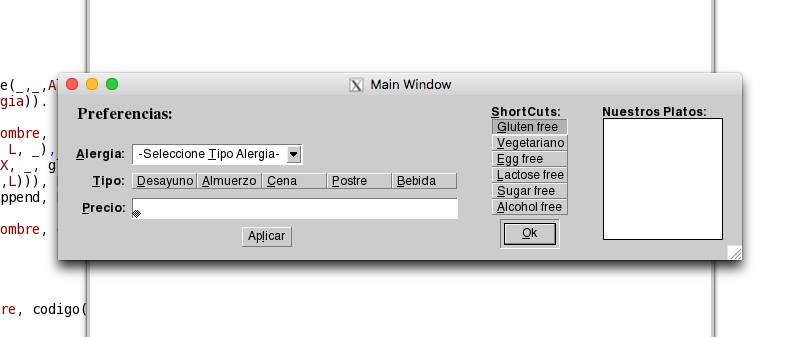 Main Window
e(_,_,A
gia)).
ombre,
L, _),
X, _, g
,L))),
ppend,
ombre,
re, codigo(
Preferencias:
Alergia: -Seleccione Tipo Alergia-
Tipo: Desayuno Almuerzo Cena Postre Bebida
Precio:
Aplicar
ShortCuts:
Gluten free
Vegetariano
Egg free
Lactose free
Sugar free
Alcohol free
Ok
Nuestros Platos: